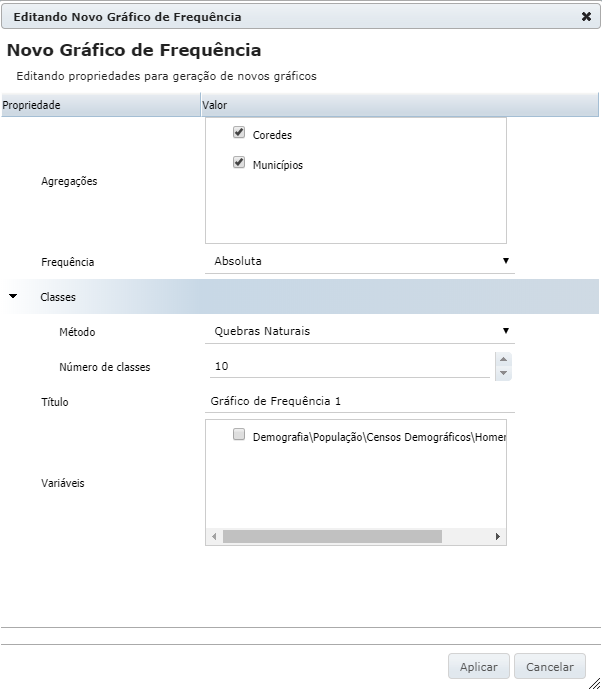 Editando Novo Gráfico de Frequência
Novo Gráfico de Frequência
Editando propriedades para geração de novos gráficos
Propriedade Valor
Coredes
Municípios
Agregações
Frequência Absoluta
Classes
Método Quebras Naturais
Número de classes 10
Título Gráfico de Frequência 1
Demografia\População\Censos Demográficos\Homen
Variáveis
Aplicar Cancelar